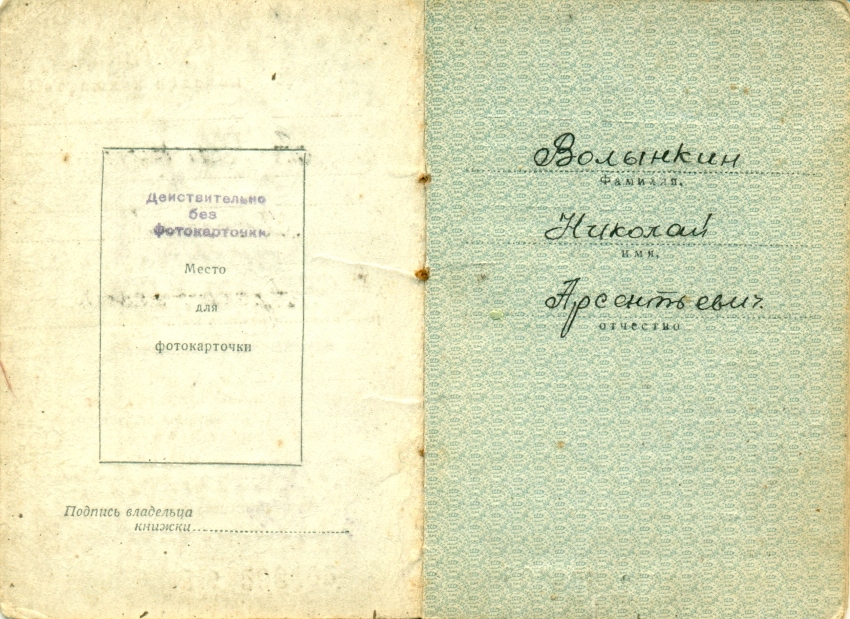 Действительно
без
фотокарточки
Место
для
фотокарточки
Подпись владельца
книжки
Волынкин
Фамилия,
Николай
имя,
Арсентьевич.
отчество